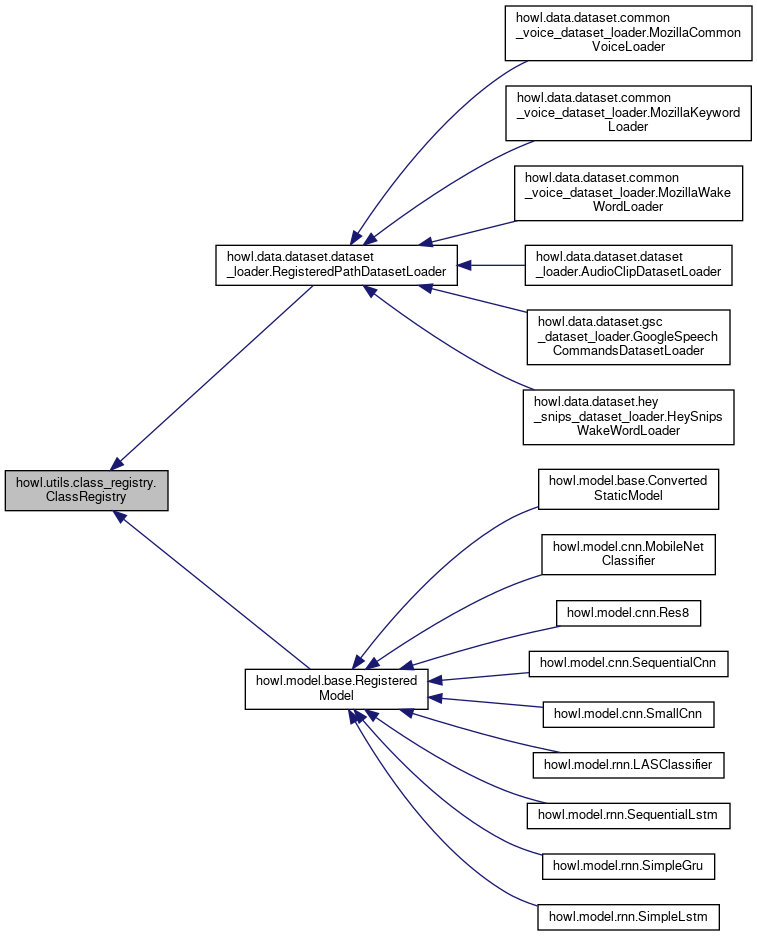 howl.data.dataset.common
_voice_dataset_loader.MozillaCommon
VoiceLoader
howl.data.dataset.common
_voice_dataset_loader.MozillaKeyword
Loader
howl.data.dataset.common
_voice_dataset_loader.MozillaWake
WordLoader
howl.data.dataset.dataset
_loader.RegisteredPathDatasetLoader
howl.data.dataset.dataset
_loader.AudioClipDatasetLoader
howl.data.dataset.gsc
_dataset_loader.GoogleSpeech
CommandsDatasetLoader
howl.data.dataset.hey
_snips_dataset_loader.HeySnips
WakeWordLoader
howl.utils.class_registry.
ClassRegistry
howl.model.base.Converted
StaticModel
howl.model.cnn.MobileNet
Classifier
howl.model.cnn.Res8
howl.model.cnn.SequentialCnn
howl.model.base.Registered
Model
howl.model.cnn.SmallCnn
howl.model.rnn.LASClassifier
howl.model.rnn.SequentialLstm
howl.model.rnn.SimpleGru
howl.model.rnn.SimpleLstm